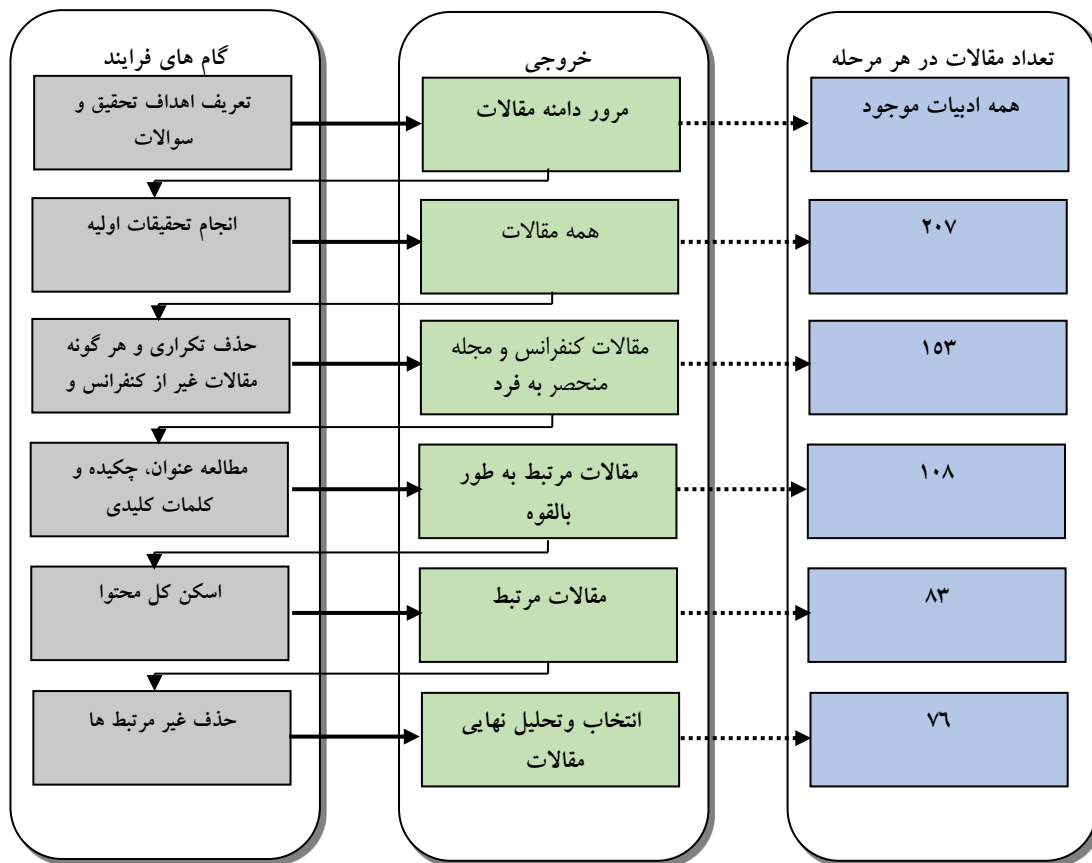 گام های فرایند
تعریف اهداف تحقیق و
سوالات
انجام تحقیقات اولیه
حذف تکراری و هر گونه
مقالات غیر از کنفرانس و
مطالعه عنوان، چکیده و
کلمات کلیدی
اسکن کل محتوا
حذف غیر مرتبط ها
خروجی
مرور دامنه مقالات
همه مقالات
مقالات کنفرانس و مجله
منحصر به فرد
مقالات مرتبط به طور
بالقوه
مقالات مرتبط
انتخاب وتحلیل نهایی
مقالات
تعداد مقالات در هر مرحله
همه ادبیات موجود
۲۰۷
۱۵۳
۱۰۸
۸۳
۷۶